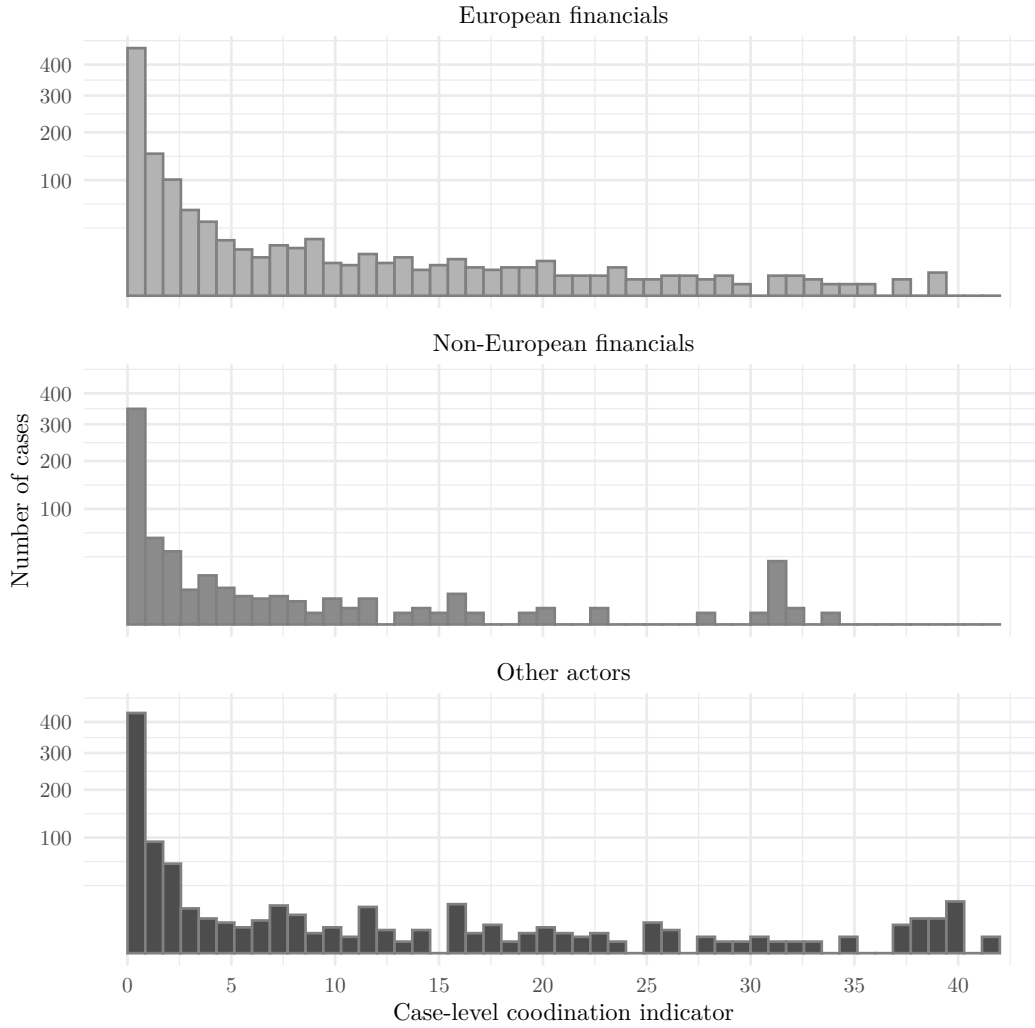 European financials
400
300
200
100
Non-European financials
400
300
200
100
Number of cases
Other actors
400
300
200
100
0 5 10 15 20 25 30 35 40
Case-level coodination indicator